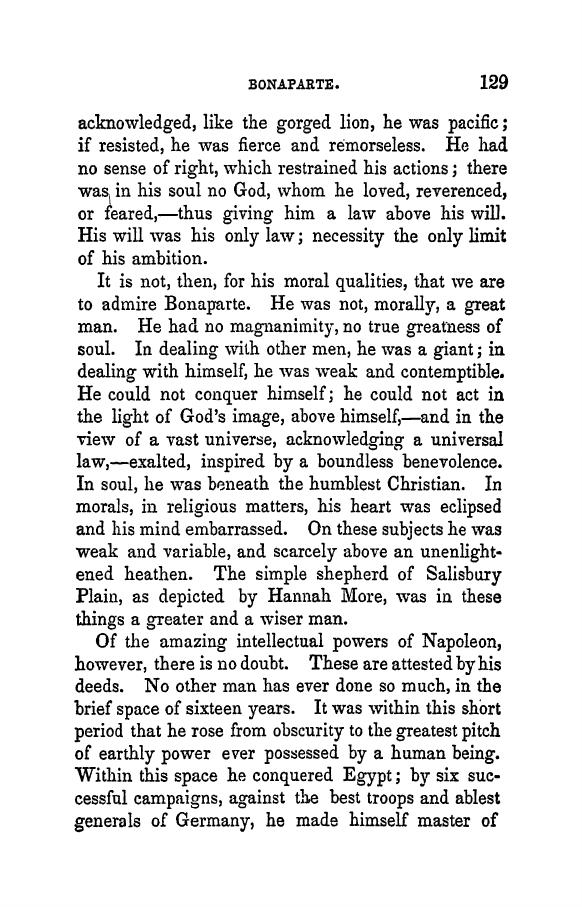 BONAPARTE. 129
acknowledged, like the gorged lion, he was pacific;
if resisted, he was fierce and remorseless. He had
no sense of right, which restrained his actions; there
was in his soul no God, whom he loved, reverenced,
or feared,—thus giving him a law above his will.
His will was his only law; necessity the only limit
of his ambition.
It is not, then, for his moral qualities, that we are
to admire Bonaparte. He was not, morally, a great
man. He had no magnanimity, no true greatness of
soul. In dealing with other men, he was a giant; in
dealing with himself, he was weak and contemptible.
He could not conquer himself; he could not act in
the light of God's image, above himself,—and in the
view of a vast universe, acknowledging a universal
law,—exalted, inspired by a boundless benevolence.
In soul, he was beneath the humblest Christian. In
morals, in religious matters, his heart was eclipsed
and his mind embarrassed. On these subjects he was
weak and variable, and scarcely above an unenlight-
ened heathen. The simple shepherd of Salisbury
Plain, as depicted by Hannah More, was in these
things a greater and a wiser man.
Of the amazing intellectual powers of Napoleon,
however, there is no doubt. These are attested by his
deeds. No other man has ever done so much, in the
brief space of sixteen years. It was within this short
period that he rose from obscurity to the greatest pitch
of earthly power ever possessed by a human being.
Within this space he conquered Egypt; by six suc-
cessful campaigns, against the best troops and ablest
generals of Germany, he made himself master of